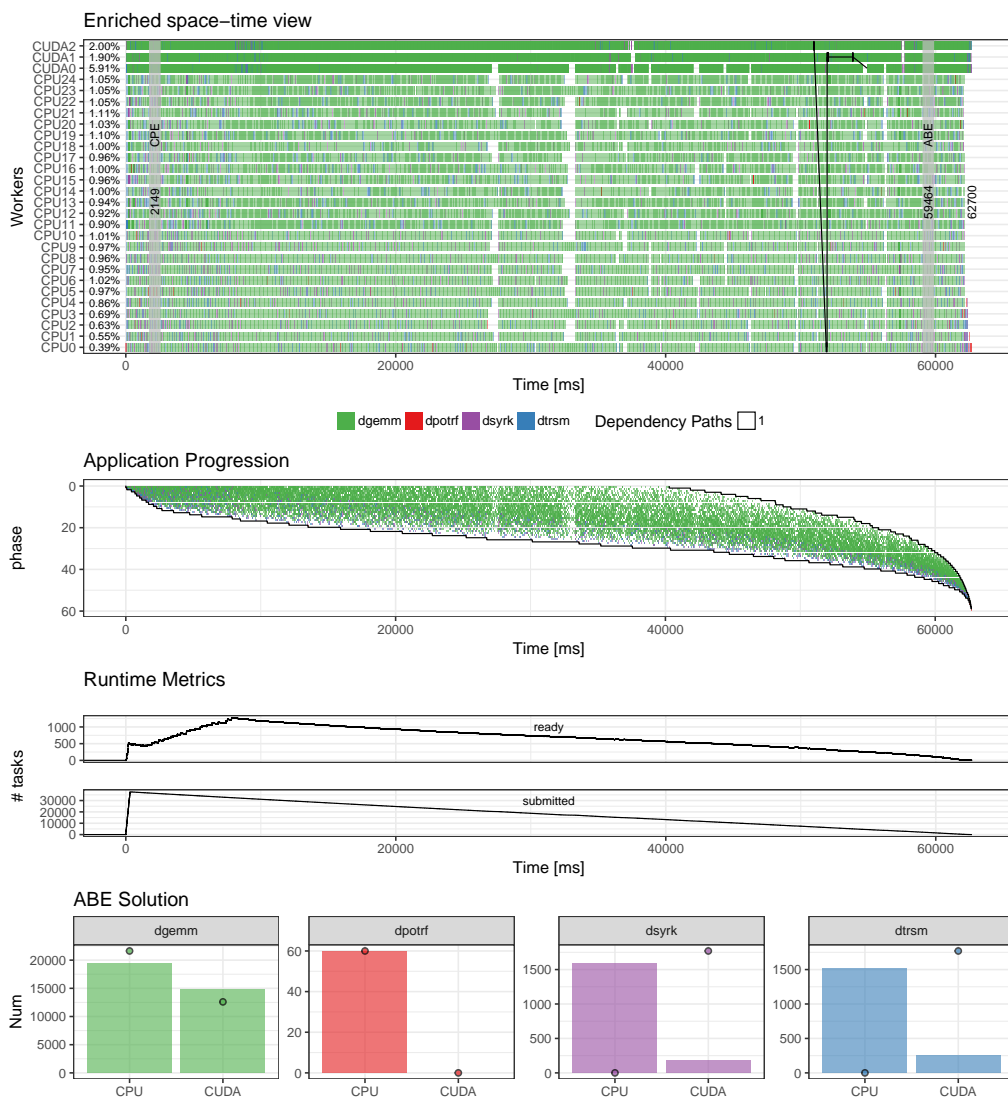 Enriched space−time view
Workers
CUDA2 2.00%
CUDA1 1.90%
CUDA0 5.91%
CPU24 1.05%
CPU23 1.05%
CPU22 1.05%
CPU21 1.11%
CPU20 1.03%
CPU19 1.10%
CPU18 1.00%
CPU17 0.96%
CPU16 1.00%
CPU15 0.96%
CPU14 1.00%
CPU13 0.94%
CPU12 0.92%
CPU11 0.90%
CPU10 1.01%
CPU9 0.97%
CPU8 0.96%
CPU7 0.95%
CPU6 1.02%
CPU5 0.97%
CPU4 0.86%
CPU3 0.69%
CPU2 0.63%
CPU1 0.55%
CPU0 0.39%
2149 CPE
59464 ABE
62700
0 20000 40000 60000
Time [ms]
dgemm dpotrf dsyrk dtrsm Dependency Paths 1
Application Progression
phase
0
20
40
60
0 20000 40000 60000
Time [ms]
Runtime Metrics
# tasks
1000
500
0
ready
30000
20000
10000
0
submitted
0 20000 40000 60000
Time [ms]
ABE Solution
Num
dgemm
20000
15000
10000
5000
0
CPU CUDA
dpotrf
60
40
20
0
CPU CUDA
dsyrk
1500
1000
500
0
CPU CUDA
dtrsm
1500
1000
500
0
CPU CUDA